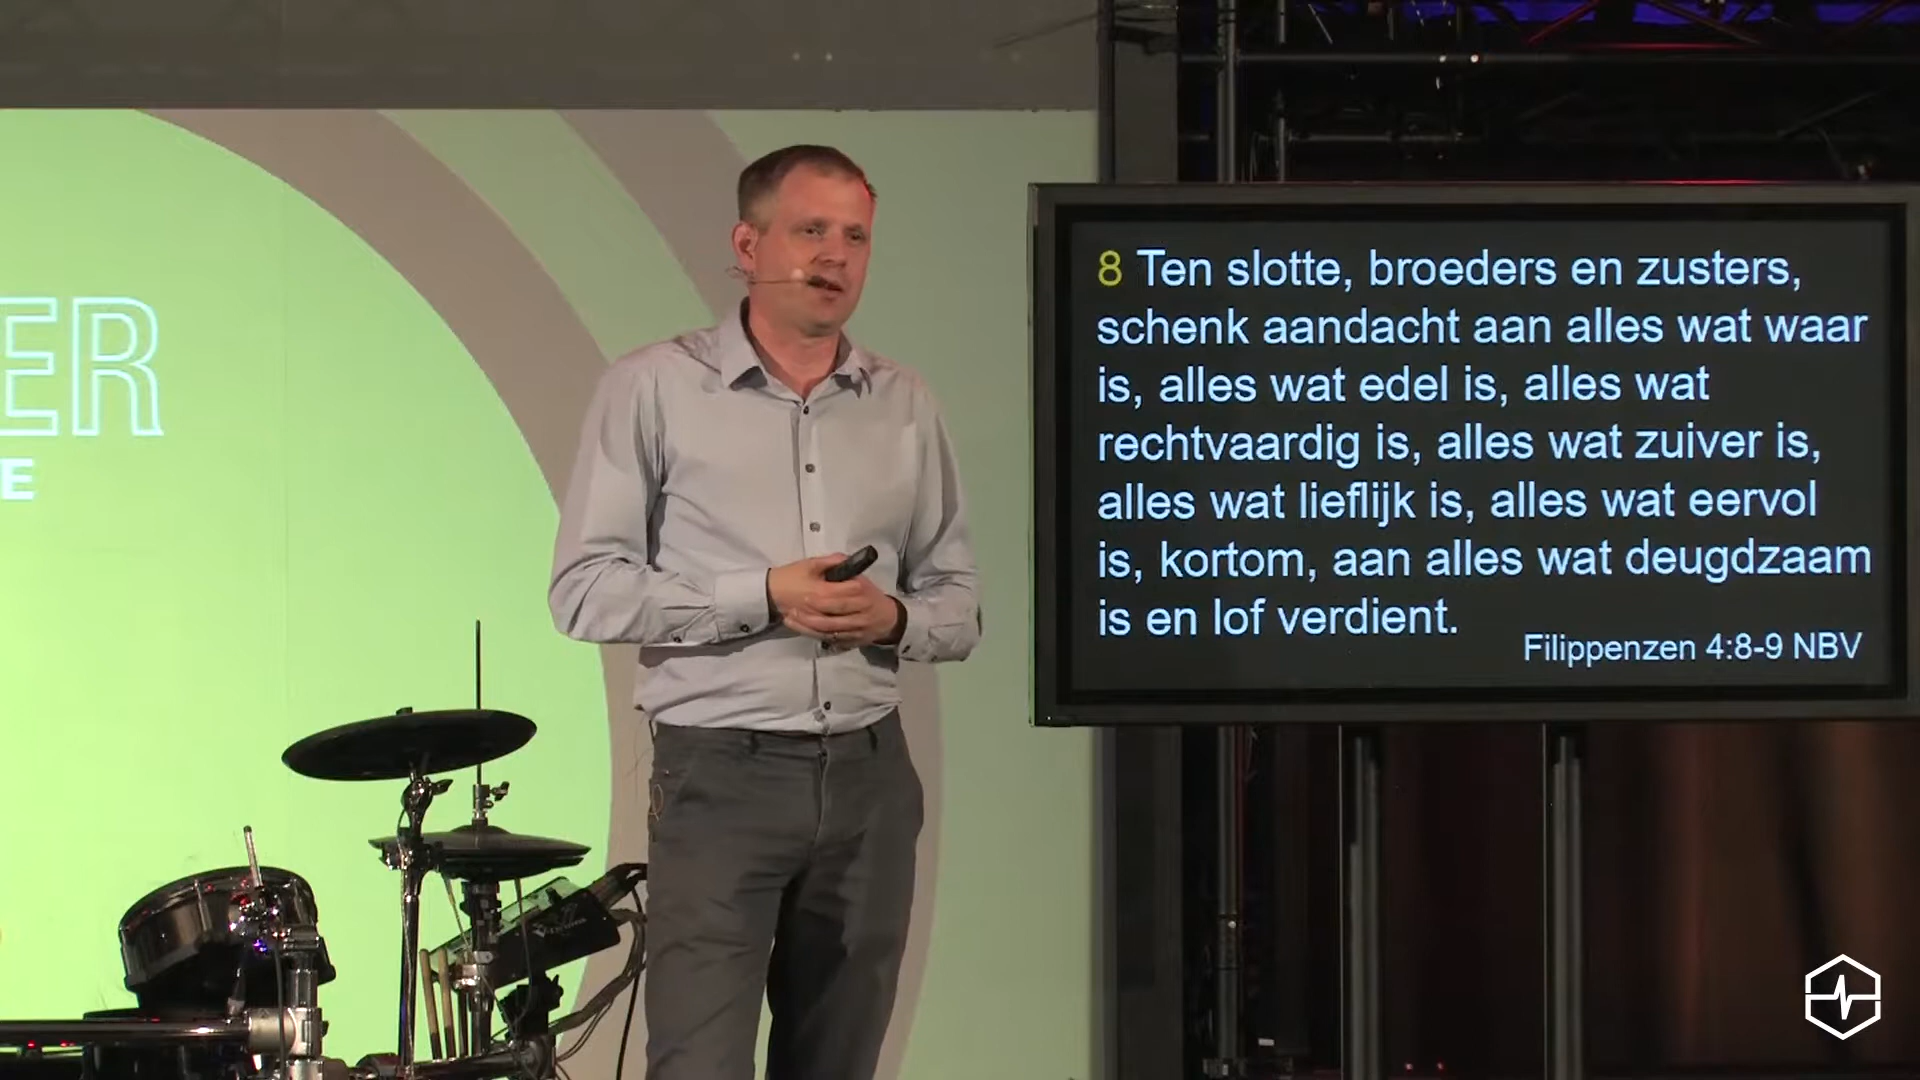 ER
E
8 Ten slotte, broeders en zusters,
schenk aandacht aan alles wat waar
is, alles wat edel is, alles wat
rechtvaardig is, alles wat zuiver is,
alles wat lieflijk is, alles wat eervol
is, kortom, aan alles wat deugdzaam
is en lof verdient.
Filippenzen 4:8-9 NBV